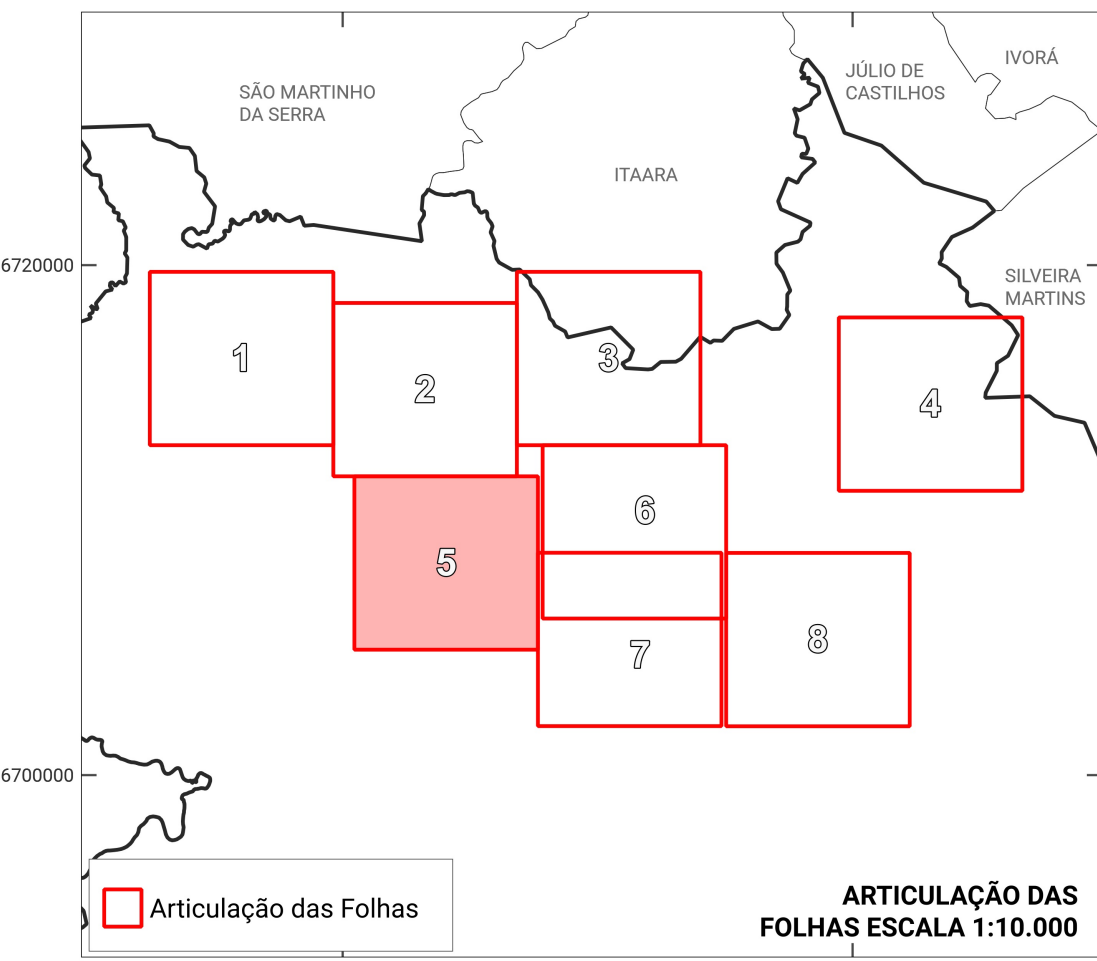 IVORÁ
JÚLIO DE
CASTILHOS
SÃO MARTINHO
DA SERRA
ITAARA
6720000
SILVEIRA
MARTINS
1
2
3
4
5
6
7
8
6700000
Articulação das Folhas
ARTICULAÇÃO DAS
FOLHAS ESCALA 1:10.000